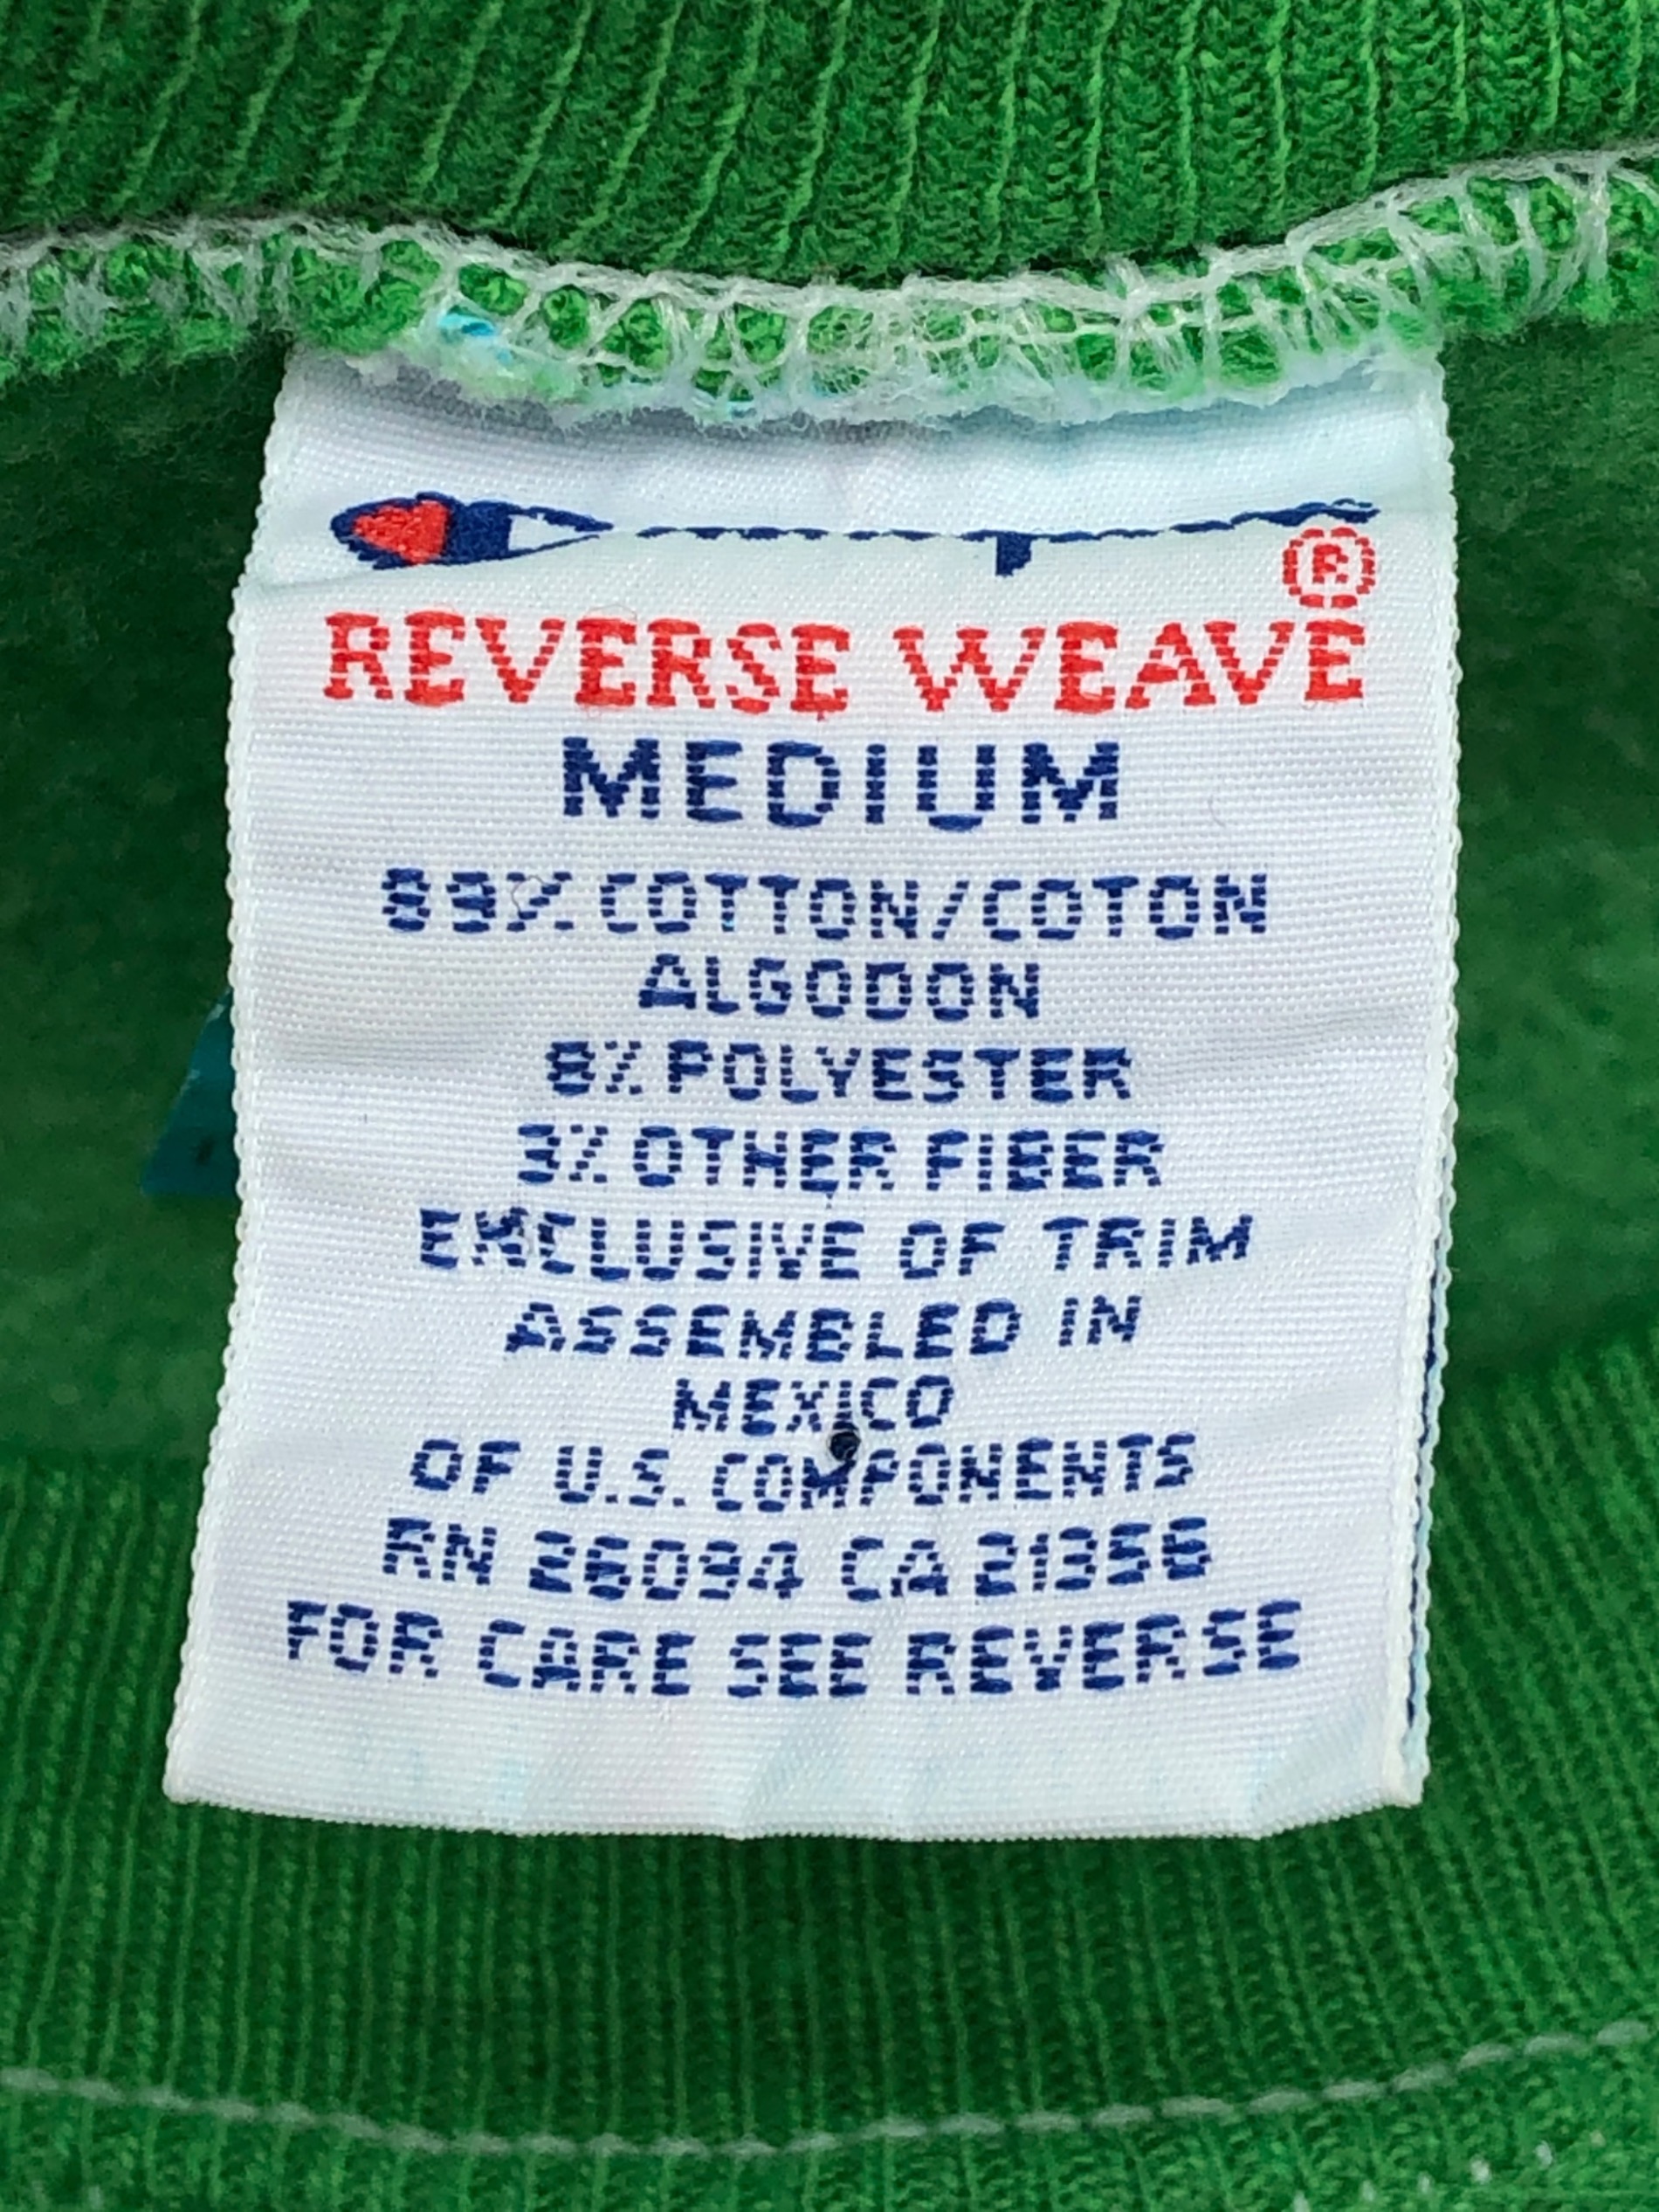 ®
REVERSE WEAVE
MEDIUM
89% COTTON/COTON
ALGODON
8% POLYESTER
3% OTHER FIBER
EXCLUSIVE OF TRIM
ASSEMBLED IN
MEXICO
OF U.S. COMPONENTS
RN 26094 CA 21356
FOR CARE SEE REVERSE